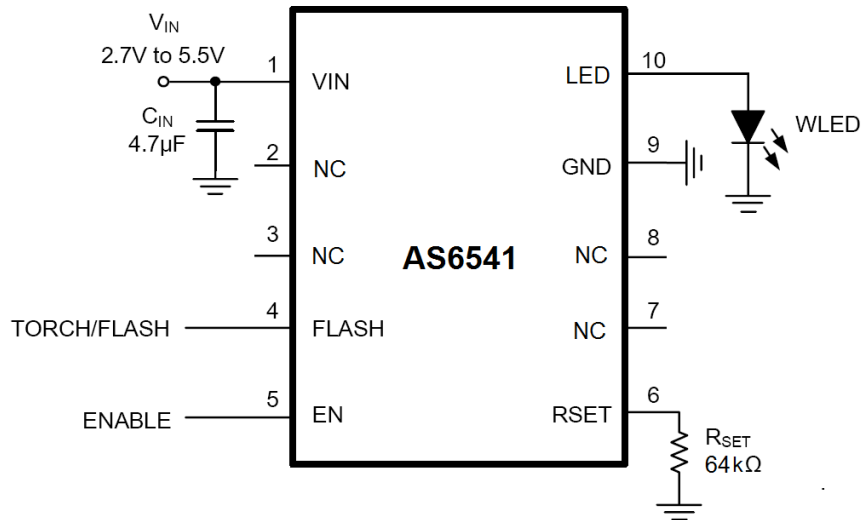 VIN
2.7V to 5.5V
CIN
4.7µF
1
VIN
2
NC
3
NC
TORCH/FLASH
4
FLASH
ENABLE
5
EN
AS6541
LED
10
WLED
GND
9
NC
8
NC
7
RSET
6
RSET
64kΩ